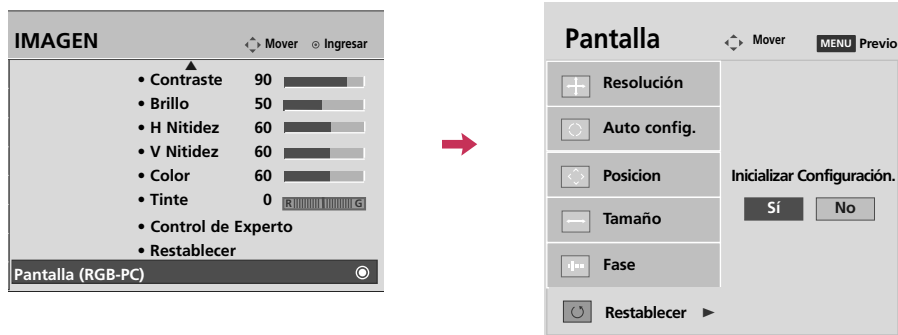 IMAGEN
Mover
Ingresar
• Contraste 90
• Brillo 50
• H Nitidez 60
• V Nitidez 60
• Color 60
• Tinte 0 R G
• Control de Experto
• Restablecer
Pantalla (RGB-PC)
Pantalla
Mover
MENU Previo
Resolución
Auto config.
Posicion
Tamaño
Fase
Restablecer
Inicializar Configuración.
Sí No